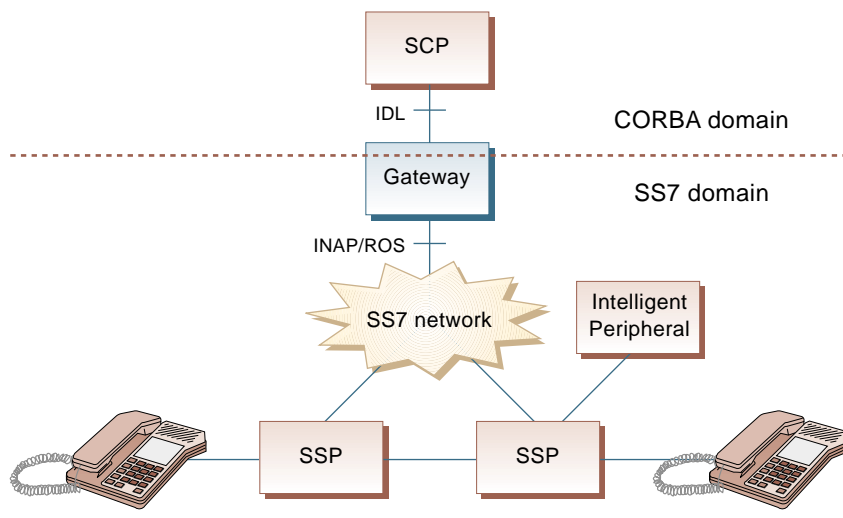 SCP
IDL
CORBA domain
Gateway
SS7 domain
INAP/ROS
SS7 network
Intelligent
Peripheral
SSP
SSP